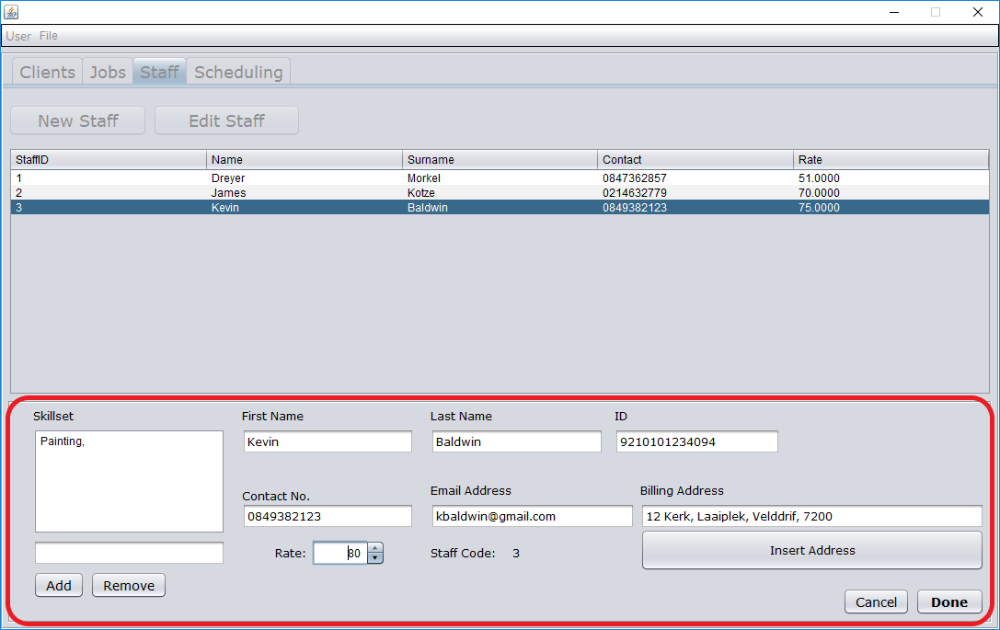 User File
Clients Jobs Staff Scheduling
New Staff Edit Staff
StaffID Name Surname Contact Rate
1 Dreyer Morkel 0847362857 51.0000
2 James Kotze 0214632779 70.0000
3 Kevin Baldwin 0849382123 75.0000
Skillset First Name Last Name ID
Painting, Kevin Baldwin 9210101234094
Contact No. Email Address Billing Address
0849382123 kbaldwin@gmail.com 12 Kerk, Laaiplek, Velddrif, 7200
Rate: 80 Staff Code: 3 Insert Address
Add Remove Cancel Done